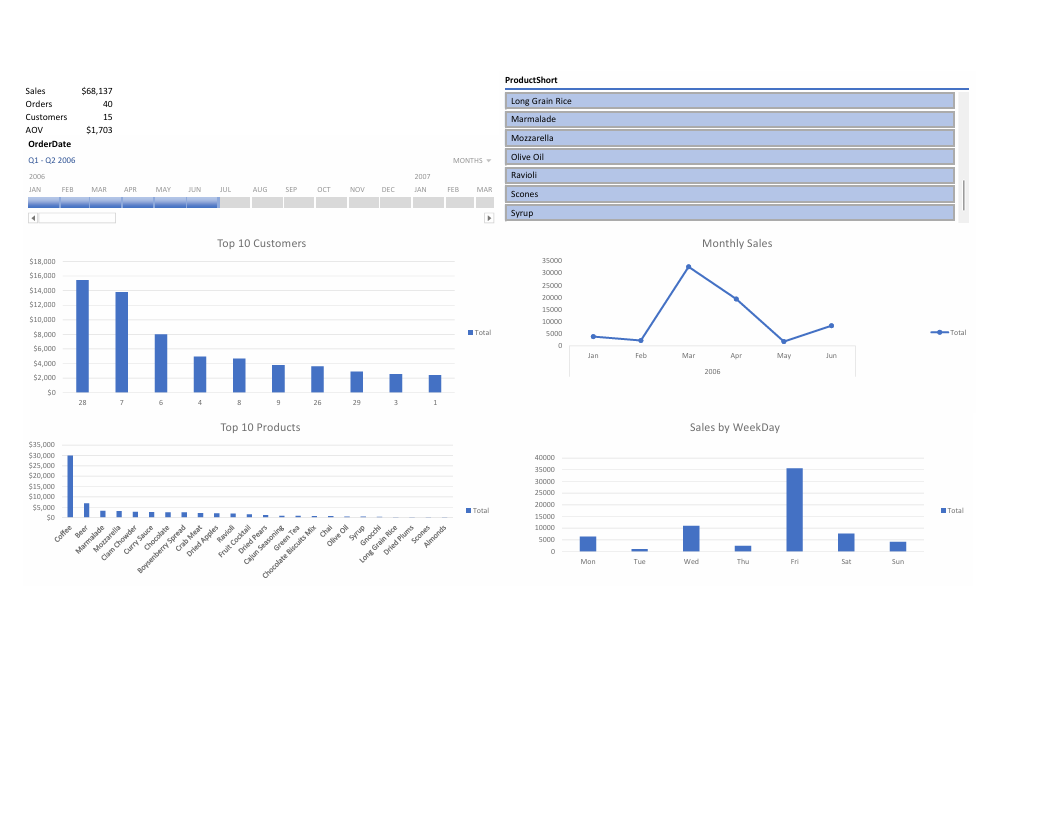 Sales $68,137
Orders 40
Customers 15
AOV $1,703
OrderDate
Q1 - Q2 2006 MONTHS
2006 2007
JAN FEB MAR APR MAY JUN JUL AUG SEP OCT NOV DEC JAN FEB MAR
ProductShort
Long Grain Rice
Marmalade
Mozzarella
Olive Oil
Ravioli
Scones
Syrup
Top 10 Customers
$18,000
$16,000
$14,000
$12,000
$10,000
$8,000
$6,000
$4,000
$2,000
$0
28 7 6 4 8 9 26 29 3 1
Total
Monthly Sales
35000
30000
25000
20000
15000
10000
5000
0
Jan Feb Mar Apr May Jun
2006
Total
Top 10 Products
$35,000
$30,000
$25,000
$20,000
$15,000
$10,000
$5,000
$0
Coffee
Beer
Marmalade
Mozzarella
Clam Chowder
Curry Sauce
Chocolate
Boysenberry Spread
Crab Meat
Dried Apples
Ravioli
Fruit Cocktail
Dried Pears
Cajun Seasoning
Green Tea
Chocolate Biscuits Mix
Chai
Olive Oil
Syrup
Gnocchi
Long Grain Rice
Dried Plums
Scones
Almonds
Total
Sales by WeekDay
40000
35000
30000
25000
20000
15000
10000
5000
0
Mon Tue Wed Thu Fri Sat Sun
Total